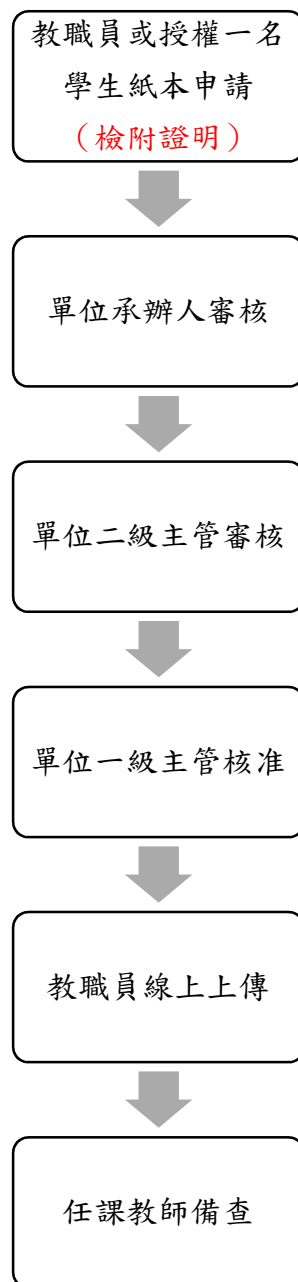 教職員或授權一名
學生紙本申請
（檢附證明）
單位承辦人審核
單位二級主管審核
單位一級主管核准
教職員線上上傳
任課教師備查